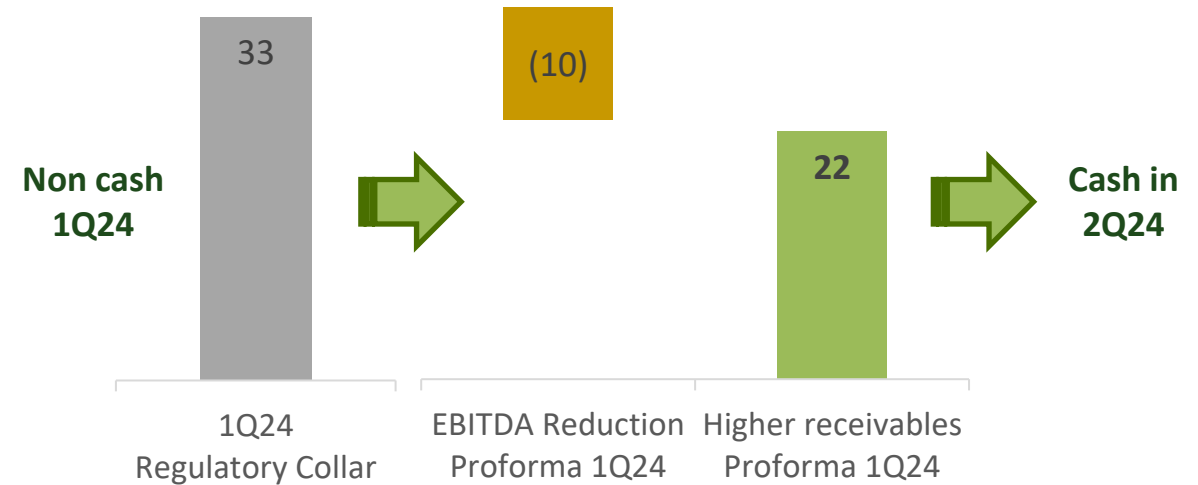 33
(10)
22
Non cash
1Q24
Cash in
2Q24
1Q24
Regulatory Collar
EBITDA Reduction
Proforma 1Q24
Higher receivables
Proforma 1Q24